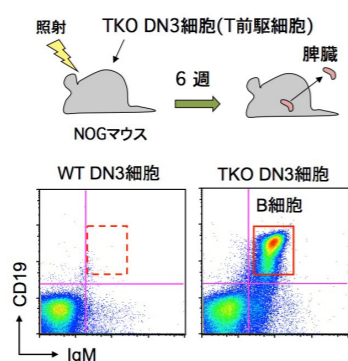 照射
TKO DN3細胞(T前駆細胞)
脾臓
6 週
NOGマウス
WT DN3細胞
TKO DN3細胞
B細胞
CD19
IgM